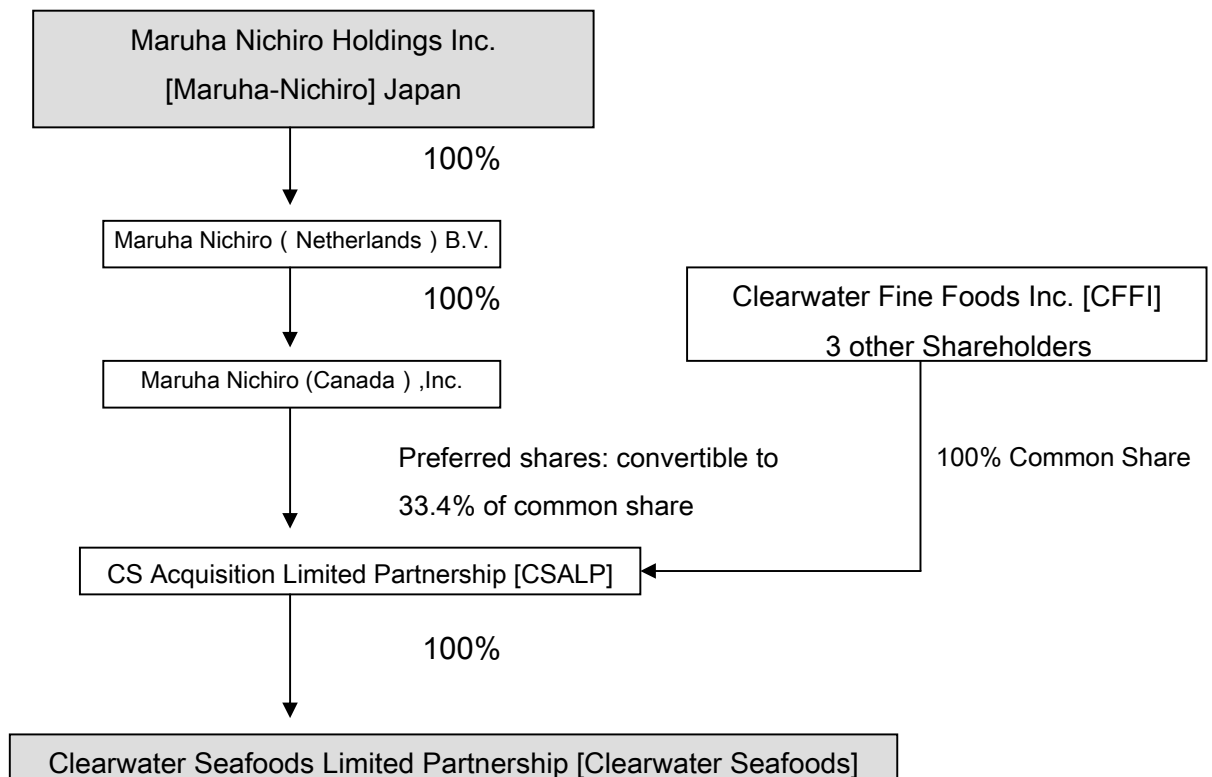 Maruha Nichiro Holdings Inc.
[Maruha-Nichiro] Japan
100%
Maruha Nichiro ( Netherlands ) B.V.
100%
Maruha Nichiro (Canada ) ,Inc.
Clearwater Fine Foods Inc. [CFFI]
3 other Shareholders
Preferred shares: convertible to
33.4% of common share
100% Common Share
CS Acquisition Limited Partnership [CSALP]
100%
Clearwater Seafoods Limited Partnership [Clearwater Seafoods]